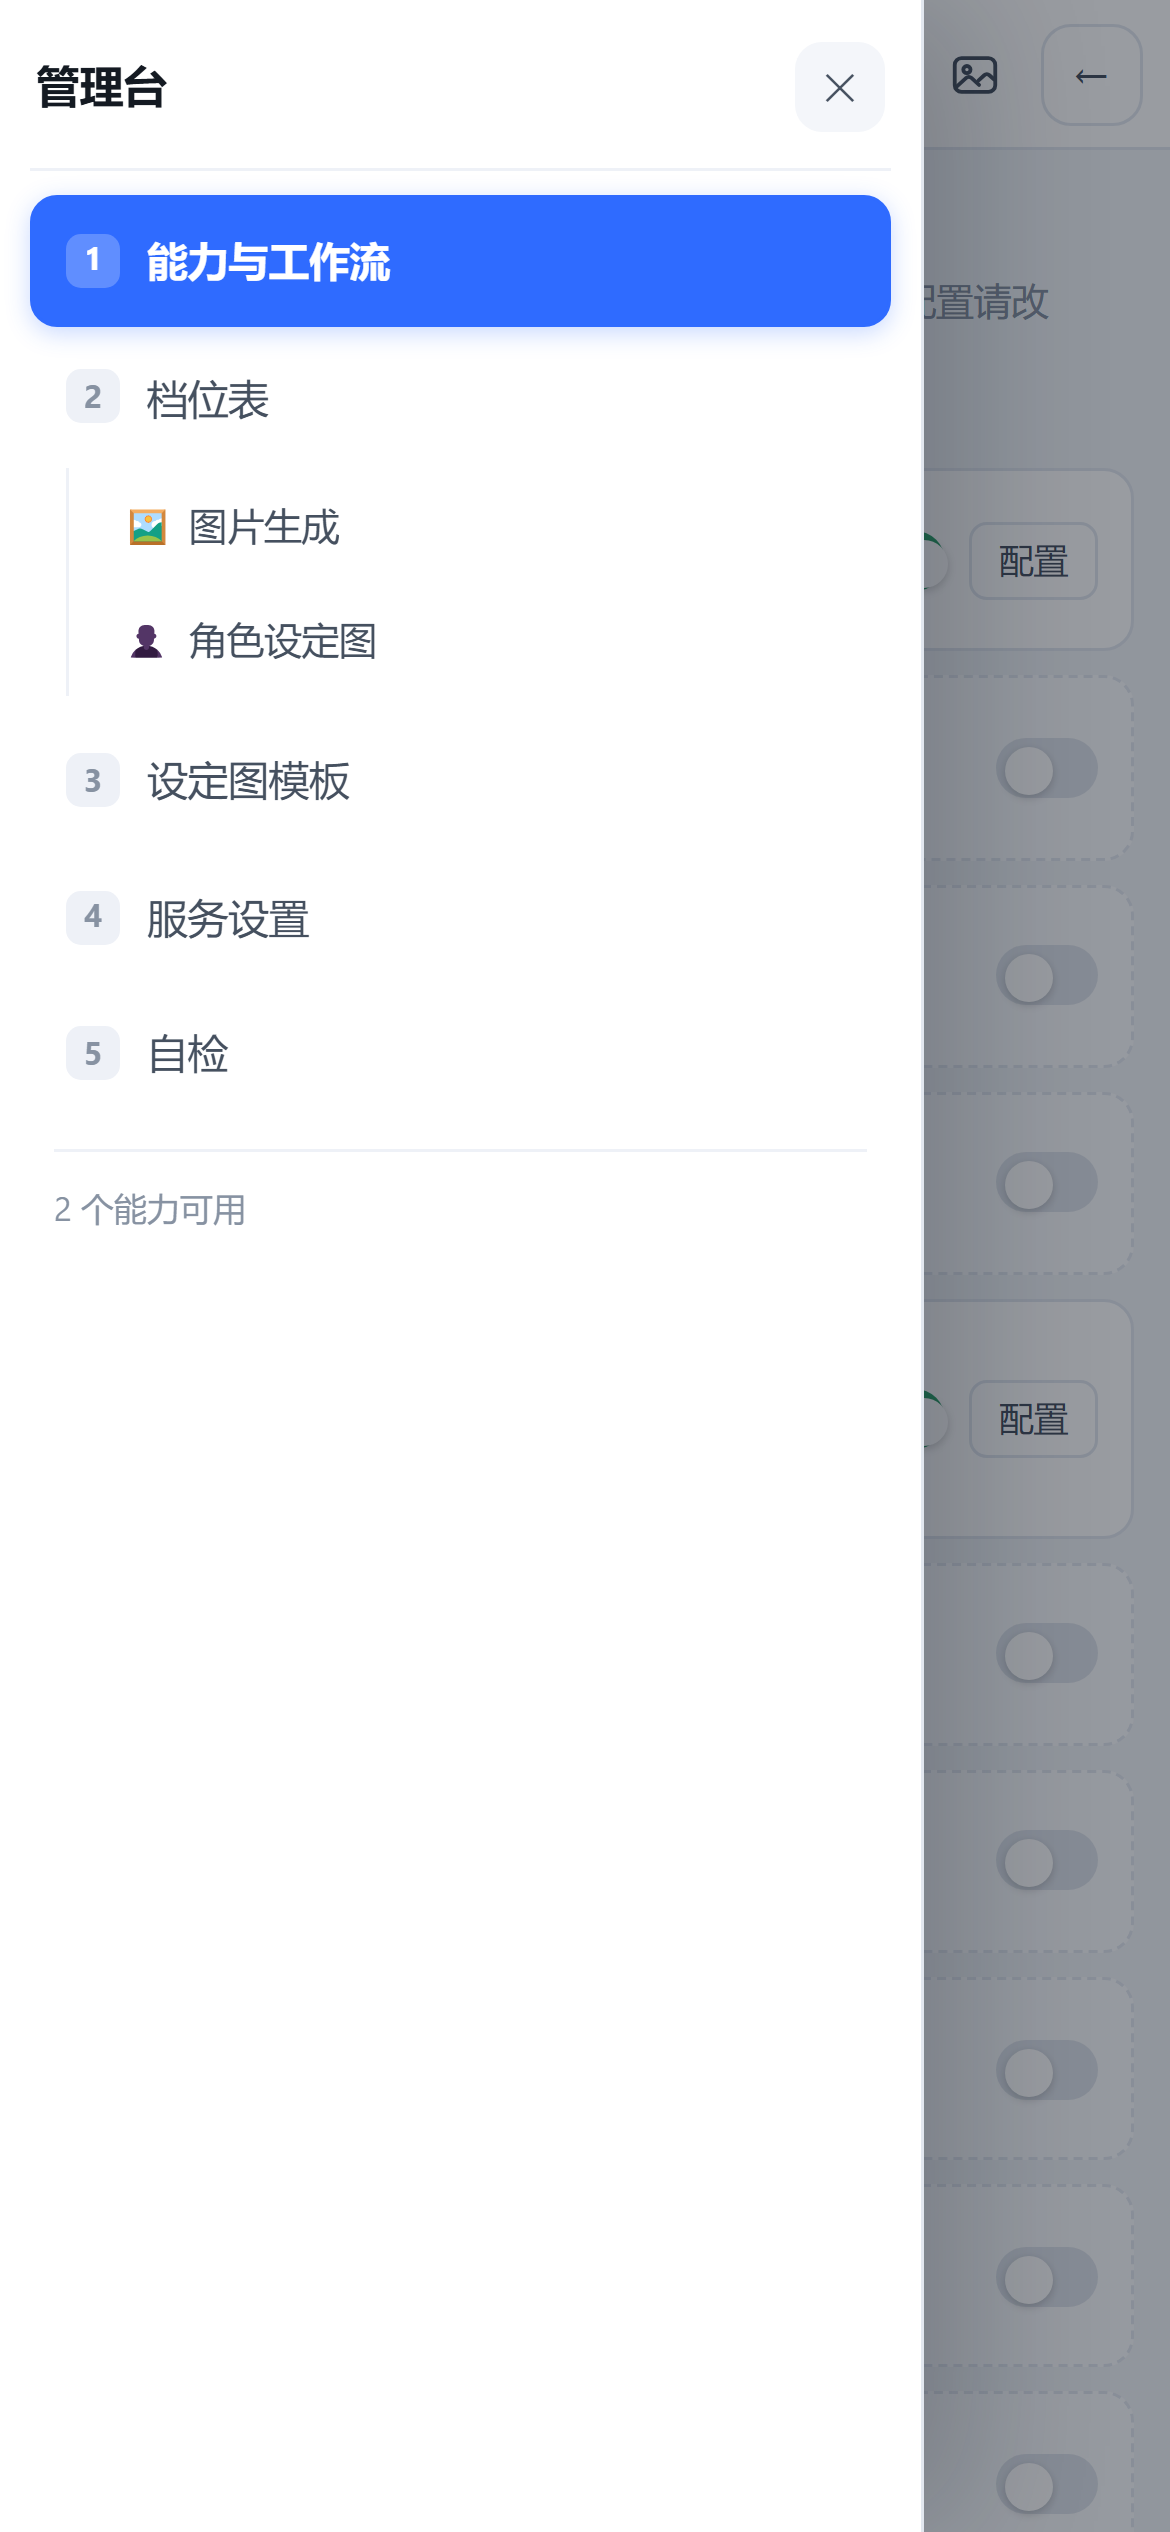 管理台
1 能力与工作流
2 档位表
图片生成
角色设定图
3 设定图模板
4 服务设置
5 自检
2 个能力可用
←
置请改
配置
配置